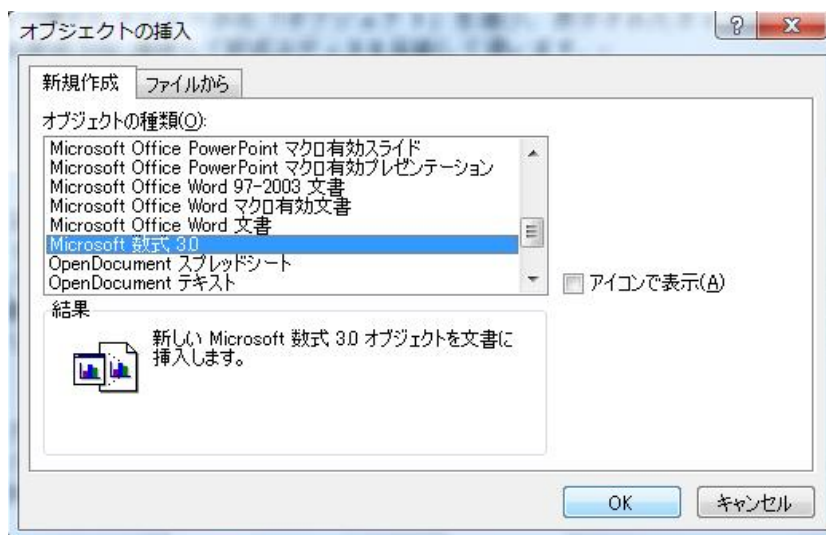 オブジェクトの挿入
新規作成 ファイルから
オブジェクトの種類(O):
Microsoft Office PowerPoint マクロ有効スライド
Microsoft Office PowerPoint マクロ有効プレゼンテーション
Microsoft Office Word 97-2003 文書
Microsoft Office Word マクロ有効文書
Microsoft Office Word 文書
Microsoft 数式 3.0
OpenDocument スプレッドシート
OpenDocument テキスト
アイコンで表示(A)
結果
新しい Microsoft 数式 3.0 オブジェクトを文書に
挿入します。
OK キャンセル